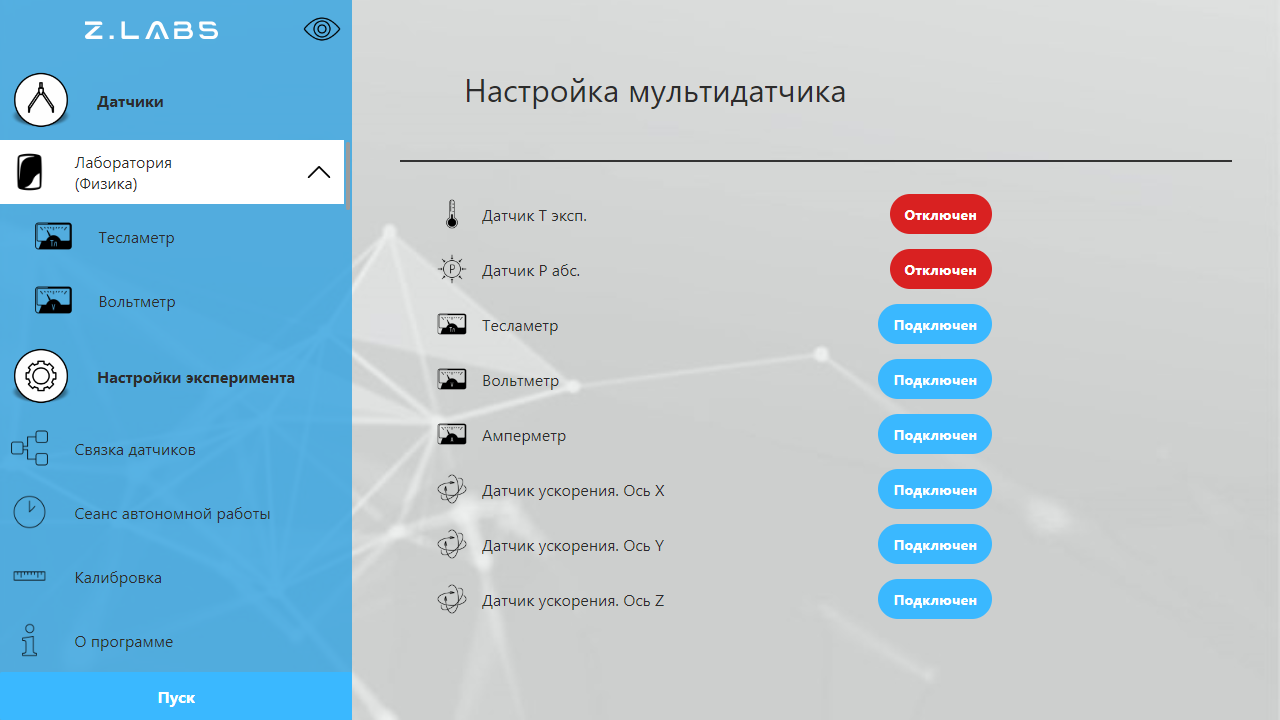 Z.LABS
Датчики
Лаборатория
(Физика)
Тл
Тесламетр
V
Вольтметр
Настройки эксперимента
Связка датчиков
Сеанс автономной работы
Калибровка
О программе
Пуск
Настройка мультидатчика
Датчик Т эксп. Отключен
P Датчик Р абс. Отключен
Тл Тесламетр Подключен
V Вольтметр Подключен
A Амперметр Подключен
Датчик ускорения. Ось X Подключен
Датчик ускорения. Ось Y Подключен
Датчик ускорения. Ось Z Подключен